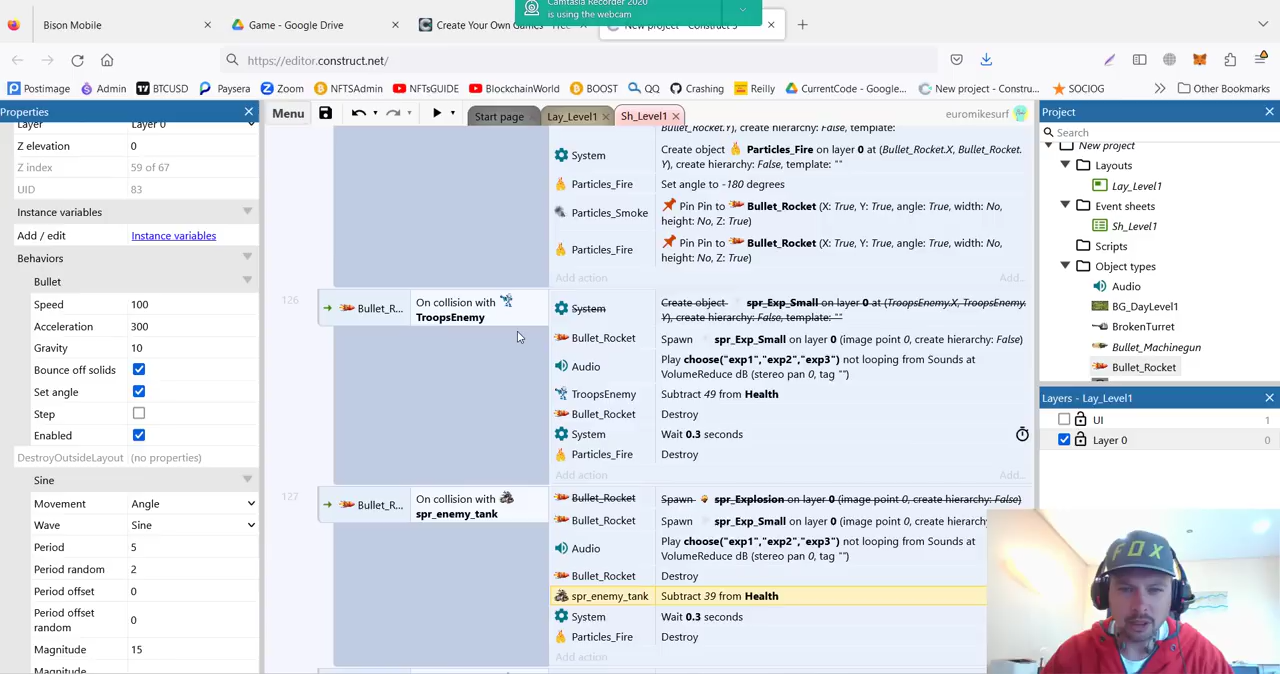 Camtasia Recorder 2020
is using the webcam
Bison Mobile
Game - Google Drive
Create Your Own Games - Free
New project - Construct 3
https://editor.construct.net/
Postimage
Admin
BTCUSD
Paysera
Zoom
NFTSAdmin
NFTsGUIDE
BlockchainWorld
BOOST
QQ
Crashing
Reilly
CurrentCode - Google...
New project - Constru...
SOCIOG
Other Bookmarks
Properties
Menu
Start page
Lay_Level1
Sh_Level1
euromikesurf
Project
Layer
Layer 0
Z elevation
0
Z index
59 of 67
UID
83
Instance variables
Add / edit
Instance variables
Behaviors
Bullet
Speed
100
Acceleration
300
Gravity
10
Bounce off solids
Set angle
Step
Enabled
DestroyOutsideLayout (no properties)
Sine
Movement
Angle
Wave
Sine
Period
5
Period random
2
Period offset
0
Period offset
random
0
Magnitude
15
Magnitude
Bullet_Rocket.Y), create hierarchy: False, template:
System
Create object Particles_Fire on layer 0 at (Bullet_Rocket.X, Bullet_Rocket.
Y), create hierarchy: False, template: ""
Particles_Fire
Set angle to -180 degrees
Particles_Smoke
Pin Pin to Bullet_Rocket (X: True, Y: True, angle: True, width: No,
height: No, Z: True)
Particles_Fire
Pin Pin to Bullet_Rocket (X: True, Y: True, angle: True, width: No,
height: No, Z: True)
Add action
Add...
126
Bullet_R...
On collision with
TroopsEnemy
System
Create object spr_Exp_Small on layer 0 at (TroopsEnemy.X, TroopsEnemy.
Y), create hierarchy: False, template: ""
Bullet_Rocket
Spawn spr_Exp_Small on layer 0 (image point 0, create hierarchy: False)
Audio
Play choose("exp1","exp2","exp3") not looping from Sounds at
VolumeReduce dB (stereo pan 0, tag "")
TroopsEnemy
Subtract 49 from Health
Bullet_Rocket
Destroy
System
Wait 0.3 seconds
Particles_Fire
Destroy
Add action
Add...
127
Bullet_R...
On collision with
spr_enemy_tank
Bullet_Rocket
Spawn spr_Explosion on layer 0 (image point 0, create hierarchy: False)
Bullet_Rocket
Spawn spr_Exp_Small on layer 0 (image point 0, create hierarchy
Audio
Play choose("exp1","exp2","exp3") not looping from Sounds at
VolumeReduce dB (stereo pan 0, tag "")
Bullet_Rocket
Destroy
spr_enemy_tank
Subtract 39 from Health
System
Wait 0.3 seconds
Particles_Fire
Destroy
Add action
Search
New project
Layouts
Lay_Level1
Event sheets
Sh_Level1
Scripts
Object types
Audio
BG_DayLevel1
BrokenTurret
Bullet_Machinegun
Bullet_Rocket
Layers - Lay_Level1
UI
1
Layer 0
0
FOX